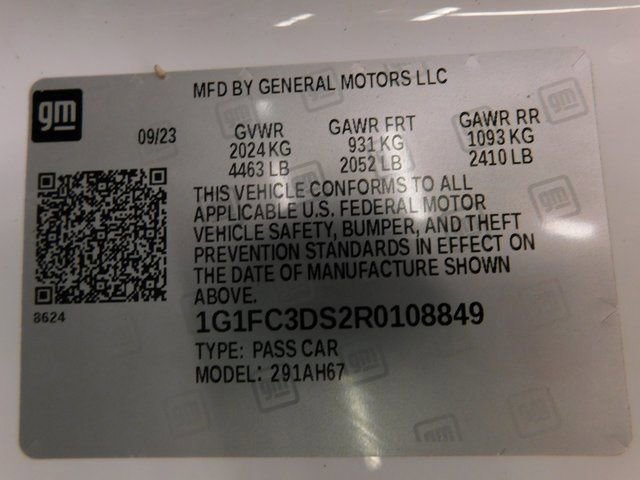 gm
MFD BY GENERAL MOTORS LLC
09/23
GVWR GAWR FRT GAWR RR
2024 KG 931 KG 1093 KG
4463 LB 2052 LB 2410 LB
THIS VEHICLE CONFORMS TO ALL
APPLICABLE U.S. FEDERAL MOTOR
VEHICLE SAFETY, BUMPER, AND THEFT
PREVENTION STANDARDS IN EFFECT ON
THE DATE OF MANUFACTURE SHOWN
ABOVE.
8624
1G1FC3DS2R0108849
TYPE: PASS CAR
MODEL: 291AH67